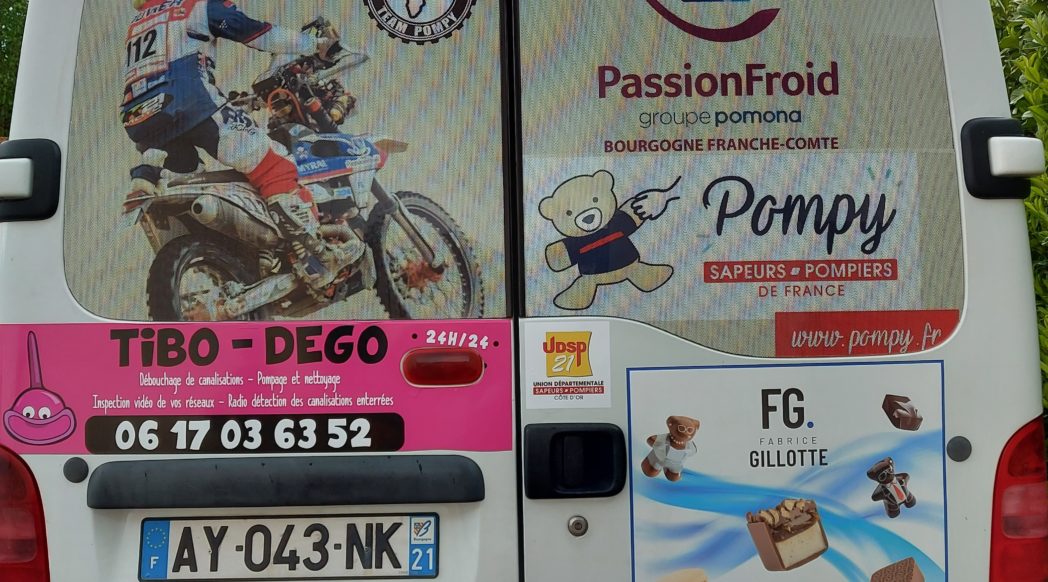 112
TEAM POMPY
PassionFroid
groupe pomona
BOURGOGNE FRANCHE-COMTE
Pompy
SAPEURS POMPIERS
DE FRANCE
www.pompy.fr
TiBO - DEGO
24H/24
Débouchage de canalisations - Pompage et nettoyage
Inspection vidéo de vos réseaux - Radio détection des canalisations enterrées
06 17 03 63 52
UDSP
21
UNION DÉPARTEMENTALE
SAPEURS POMPIERS
CÔTE D'OR
FG.
FABRICE
GILLOTTE
F
AY-043-NK
Bourgogne
21